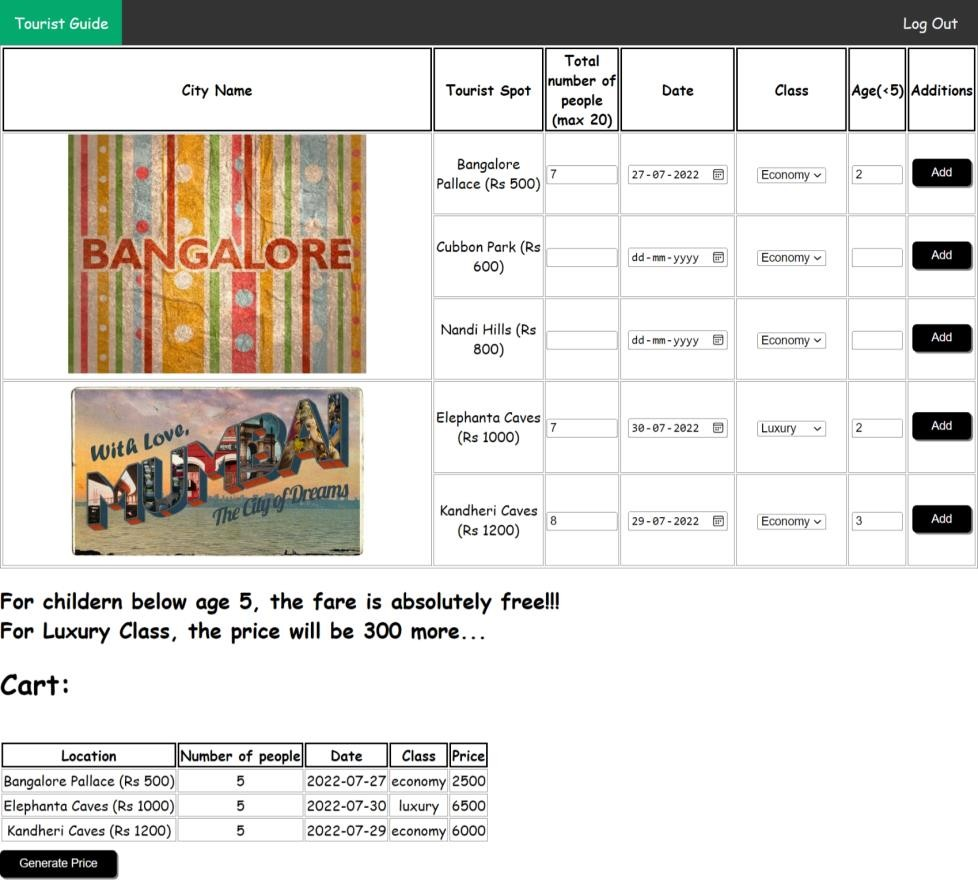 Tourist Guide
Log Out
City Name
Tourist Spot
Total
number of
people
(max 20)
Date
Class
Age(<5)
Additions
BANGALORE
Bangalore
Pallace (Rs 500)
7
27-07-2022
Economy
2
Add
Cubbon Park (Rs
600)
dd-mm-yyyy
Economy
Add
Nandi Hills (Rs
800)
dd-mm-yyyy
Economy
Add
With Love,
MUMBAI
The City of Dreams
Elephanta Caves
(Rs 1000)
7
30-07-2022
Luxury
2
Add
Kandheri Caves
(Rs 1200)
8
29-07-2022
Economy
3
Add
For childern below age 5, the fare is absolutely free!!!
For Luxury Class, the price will be 300 more...
Cart:
Location Number of people Date Class Price
Bangalore Pallace (Rs 500) 5 2022-07-27 economy 2500
Elephanta Caves (Rs 1000) 5 2022-07-30 luxury 6500
Kandheri Caves (Rs 1200) 5 2022-07-29 economy 6000
Generate Price